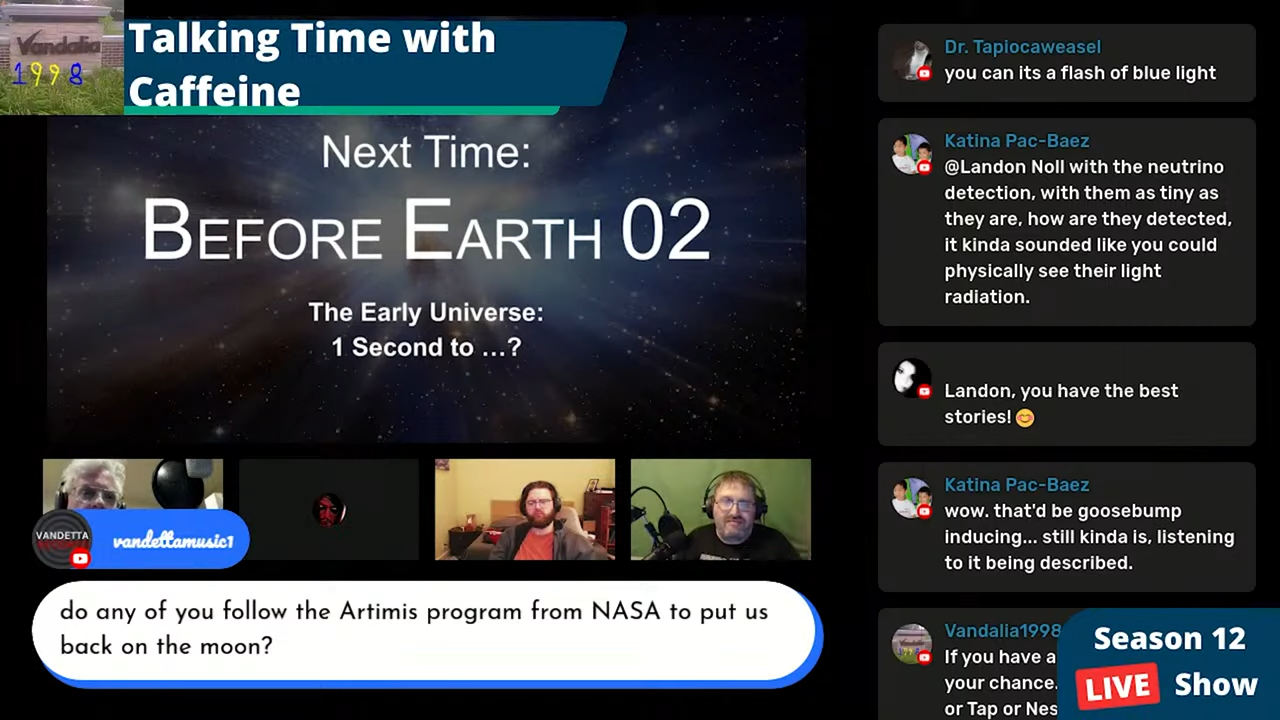 Vandalia
1998
Talking Time with
Caffeine
Next Time:
BEFORE EARTH 02
The Early Universe:
1 Second to ...?
VANDETTA
vandettamusic1
do any of you follow the Artimis program from NASA to put us
back on the moon?
Dr. Tapiocaweasel
you can its a flash of blue light
Katina Pac-Baez
@Landon Noll with the neutrino
detection, with them as tiny as
they are, how are they detected,
it kinda sounded like you could
physically see their light
radiation.
Landon, you have the best
stories! 😊
Katina Pac-Baez
wow. that'd be goosebump
inducing... still kinda is, listening
to it being described.
Vandalia1998
If you have a
your chance.
or Tap or Nes
Season 12
LIVE Show